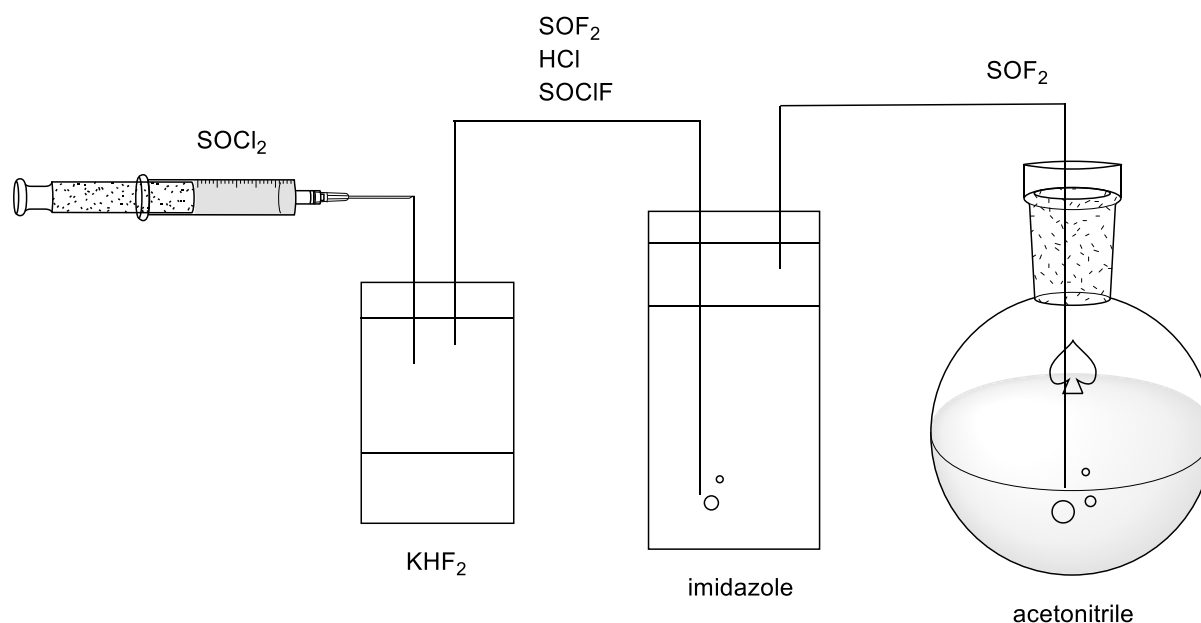 SOF₂
HCl
SOClF
SOF₂
SOCl₂
KHF₂
imidazole
acetonitrile